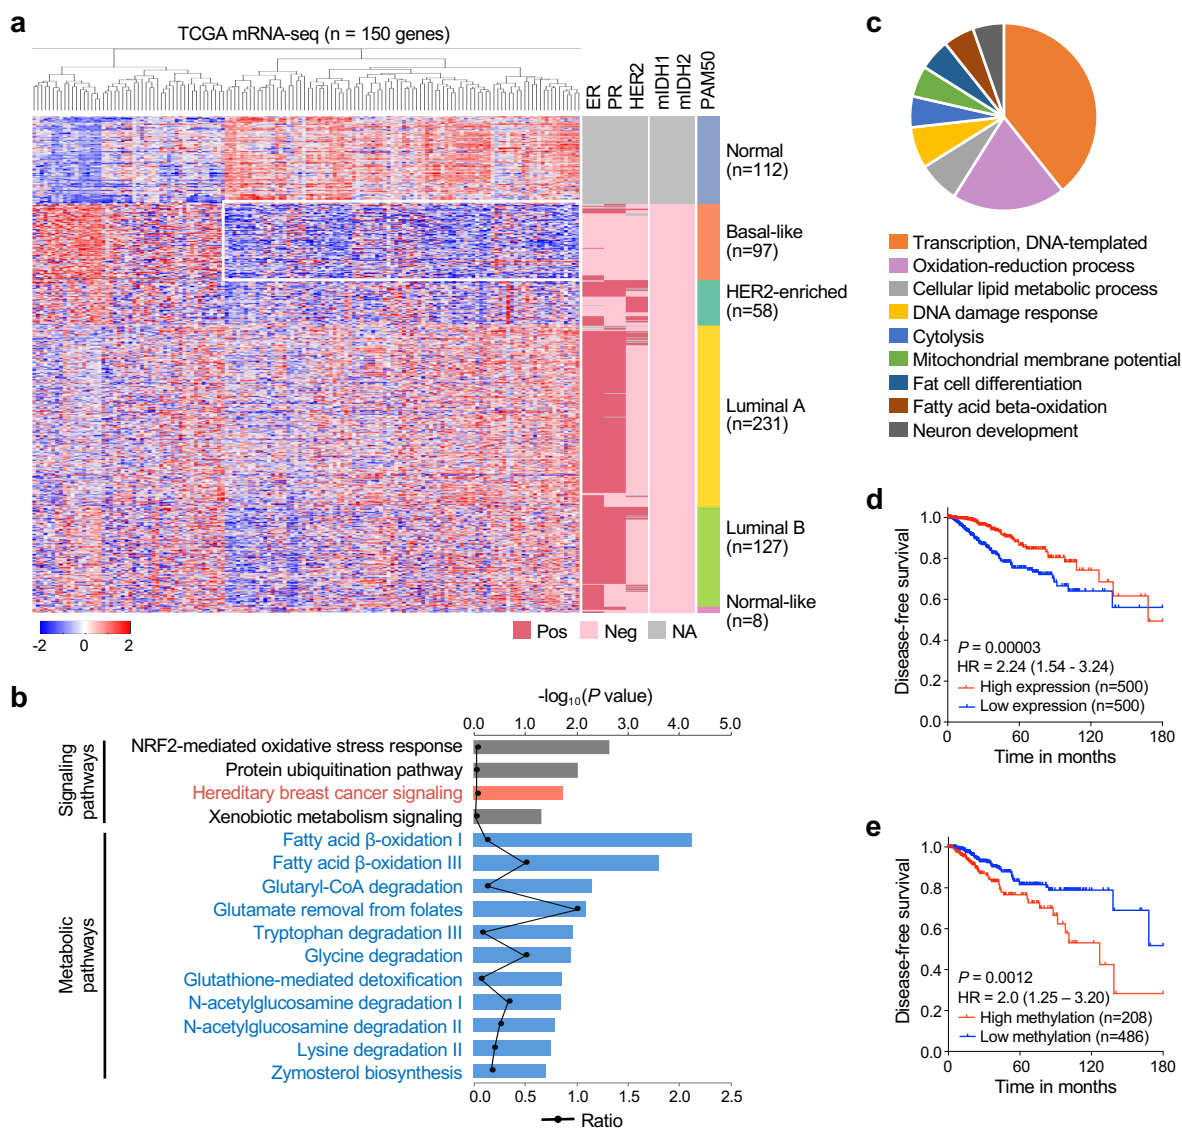 a
TCGA mRNA-seq (n = 150 genes)
ER
PR
HER2
mIDH1
mIDH2
PAM50
Normal
(n=112)
Basal-like
(n=97)
HER2-enriched
(n=58)
Luminal A
(n=231)
Luminal B
(n=127)
Normal-like
(n=8)
-2 0 2
Pos Neg NA
b
-log₁₀(P value)
0.0 1.0 2.0 3.0 4.0 5.0
Signaling
pathways
NRF2-mediated oxidative stress response
Protein ubiquitination pathway
Hereditary breast cancer signaling
Xenobiotic metabolism signaling
Metabolic
pathways
Fatty acid β-oxidation I
Fatty acid β-oxidation III
Glutaryl-CoA degradation
Glutamate removal from folates
Tryptophan degradation III
Glycine degradation
Glutathione-mediated detoxification
N-acetylglucosamine degradation I
N-acetylglucosamine degradation II
Lysine degradation II
Zymosterol biosynthesis
0.0 0.5 1.0 1.5 2.0 2.5
Ratio
c
Transcription, DNA-templated
Oxidation-reduction process
Cellular lipid metabolic process
DNA damage response
Cytolysis
Mitochondrial membrane potential
Fat cell differentiation
Fatty acid beta-oxidation
Neuron development
d
Disease-free survival
1.0
0.8
0.6
0.4
0.2
0.0
P = 0.00003
HR = 2.24 (1.54 - 3.24)
High expression (n=500)
Low expression (n=500)
0 60 120 180
Time in months
e
Disease-free survival
1.0
0.8
0.6
0.4
0.2
0.0
P = 0.0012
HR = 2.0 (1.25 – 3.20)
High methylation (n=208)
Low methylation (n=486)
0 60 120 180
Time in months